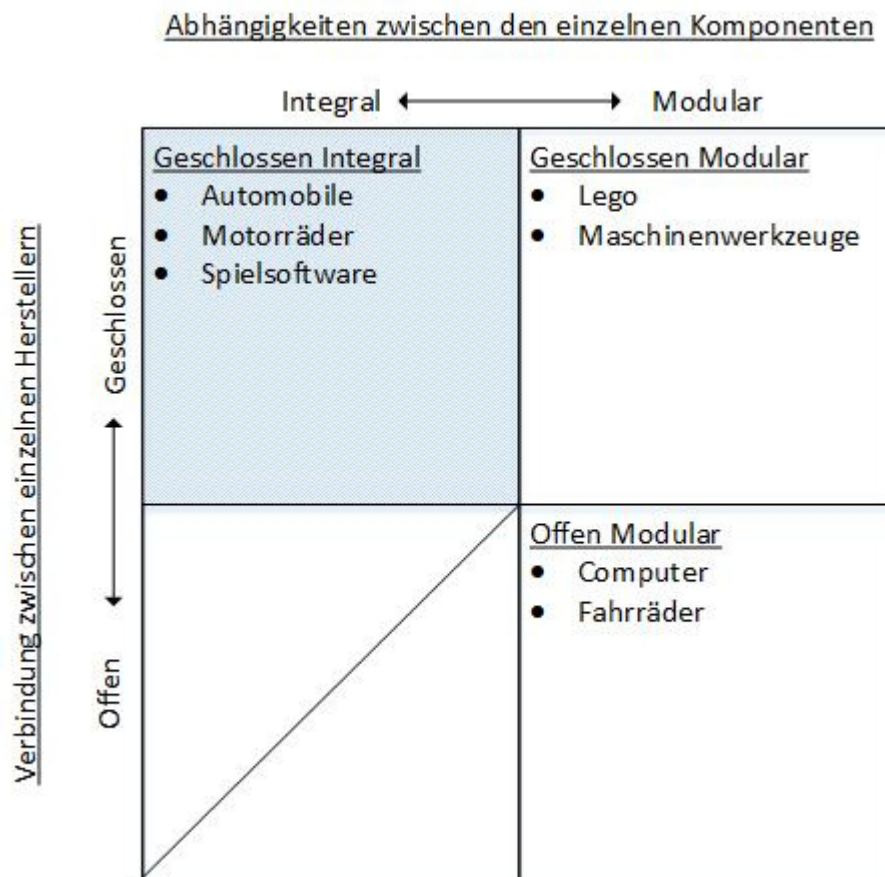 Abhängigkeiten zwischen den einzelnen Komponenten
Integral
Modular
Verbindung zwischen einzelnen Herstellern
Geschlossen
Offen
Geschlossen Integral
• Automobile
• Motorräder
• Spielsoftware
Geschlossen Modular
• Lego
• Maschinenwerkzeuge
Offen Modular
• Computer
• Fahrräder